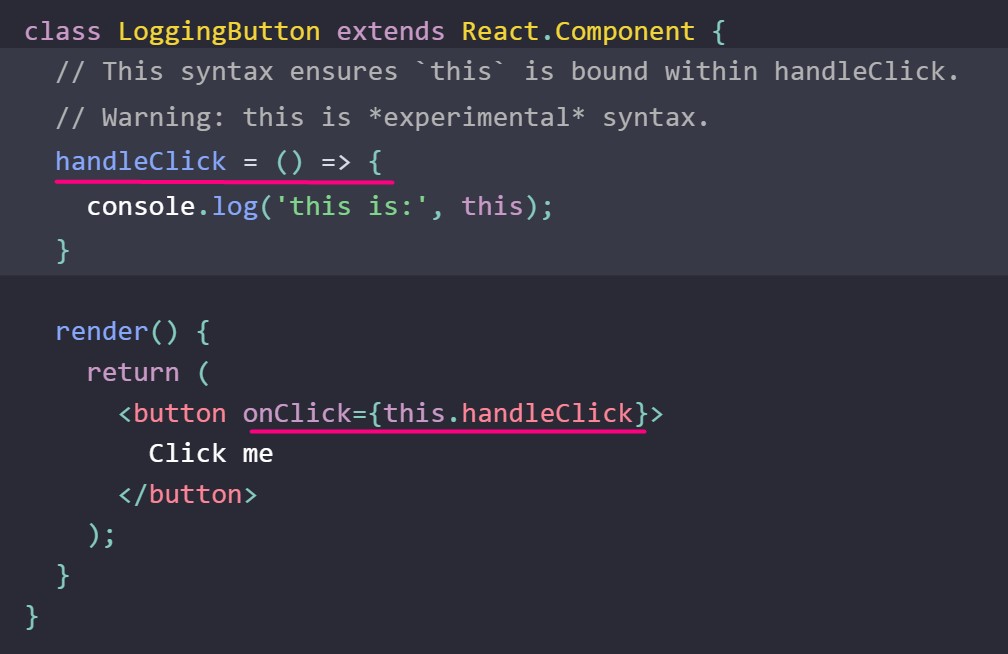 class LoggingButton extends React.Component {
  // This syntax ensures `this` is bound within handleClick.
  // Warning: this is *experimental* syntax.
  handleClick = () => {
    console.log('this is:', this);
  }

  render() {
    return (
      <button onClick={this.handleClick}>
        Click me
      </button>
    );
  }
}